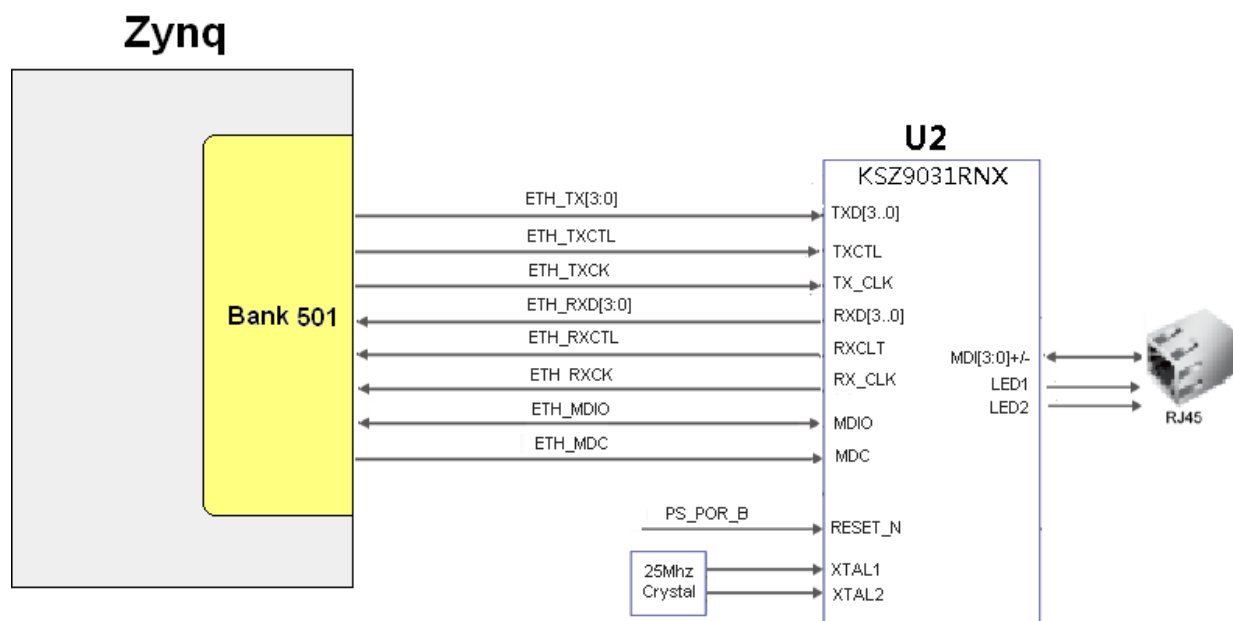 Zynq
U2
KSZ9031RNX
ETH_TX[3:0]
TXD[3..0]
ETH_TXCTL
TXCTL
ETH_TXCK
TX_CLK
ETH_RXD[3:0]
RXD[3..0]
Bank 501
ETH_RXCTL
RXCLT
MDI[3:0]+/-
ETH RXCK
RX_CLK
LED1
LED2
ETH_MDIO
MDIO
RJ45
ETH_MDC
MDC
PS_POR_B
RESET_N
25Mhz
Crystal
XTAL1
XTAL2